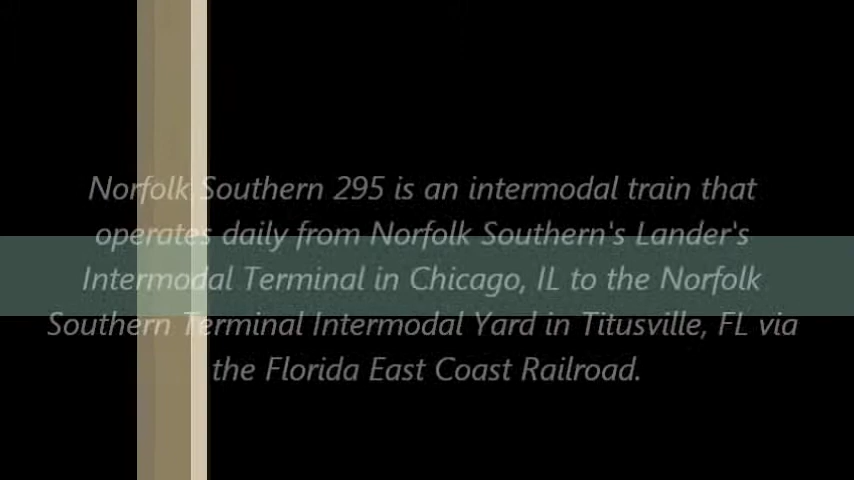 Norfolk Southern 295 is an intermodal train that
operates daily from Norfolk Southern's Lander's
Intermodal Terminal in Chicago, IL to the Norfolk
Southern Terminal Intermodal Yard in Titusville, FL via
the Florida East Coast Railroad.